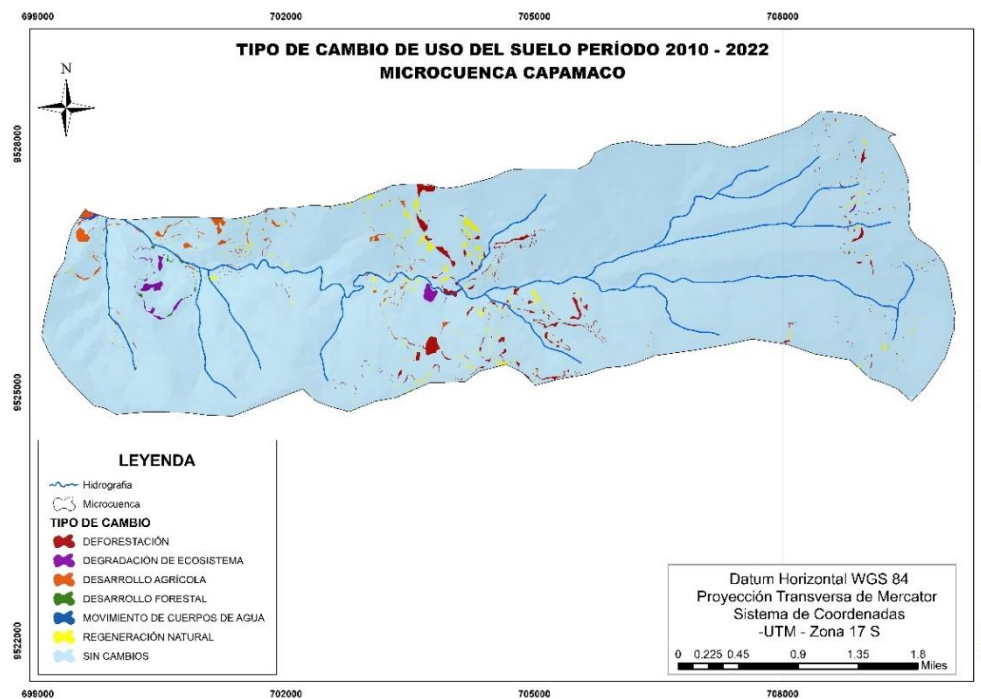 699000 702000 705000 708000
TIPO DE CAMBIO DE USO DEL SUELO PERÍODO 2010 - 2022
MICROCUENCA CAPAMACO
N
9528000
9525000
9522000
LEYENDA
Hidrografia
Microcuenca
TIPO DE CAMBIO
DEFORESTACIÓN
DEGRADACIÓN DE ECOSISTEMA
DESARROLLO AGRÍCOLA
DESARROLLO FORESTAL
MOVIMIENTO DE CUERPOS DE AGUA
REGENERACIÓN NATURAL
SIN CAMBIOS
Datum Horizontal WGS 84
Proyección Transversa de Mercator
Sistema de Coordenadas
-UTM - Zona 17 S
0 0.225 0.45 0.9 1.35 1.8
Miles
699000 702000 705000 708000